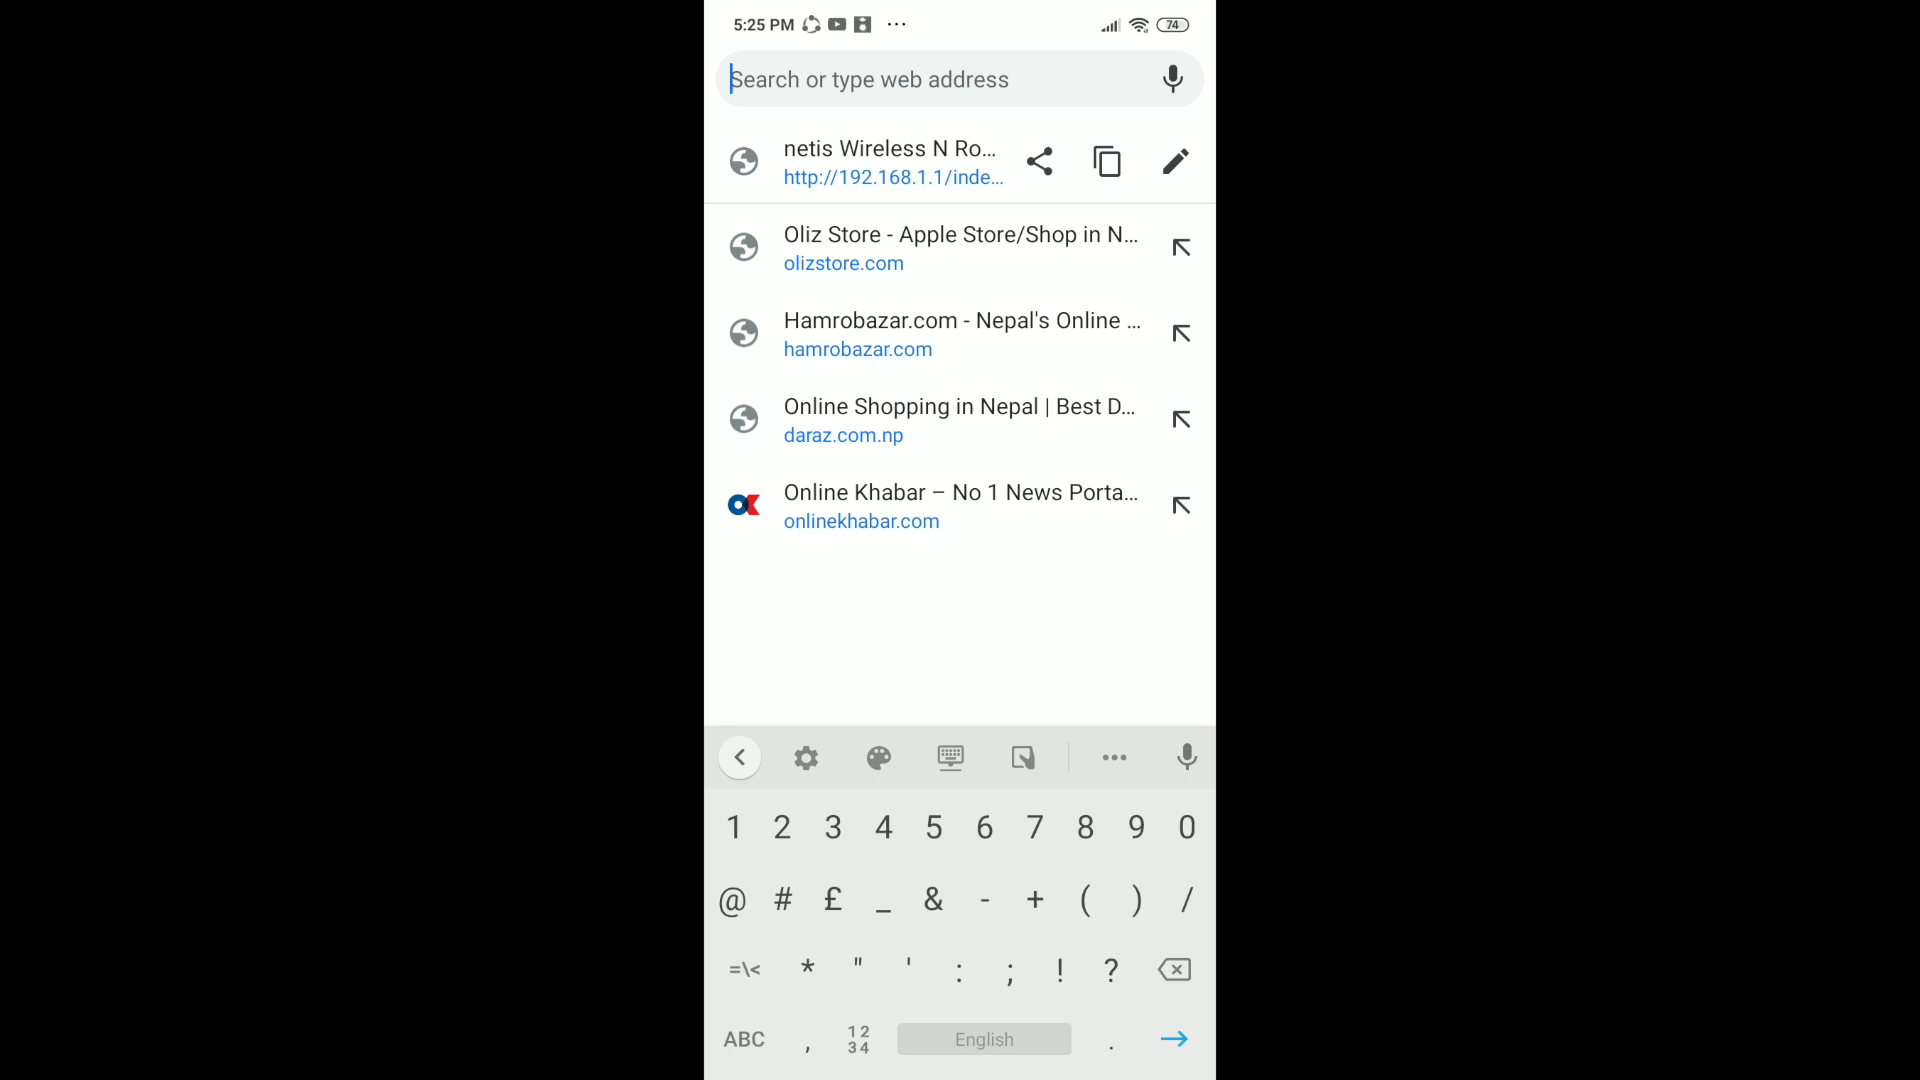 5:25 PM ... 74
Search or type web address
netis Wireless N Ro...
http://192.168.1.1/inde...
Oliz Store - Apple Store/Shop in N...
olizstore.com
Hamrobazar.com - Nepal's Online ...
hamrobazar.com
Online Shopping in Nepal | Best D...
daraz.com.np
OK Online Khabar – No 1 News Porta...
onlinekhabar.com
1 2 3 4 5 6 7 8 9 0
@ # £ _ & - + ( ) /
=\< * " ' : ; ! ? 
ABC , 12 34 English .